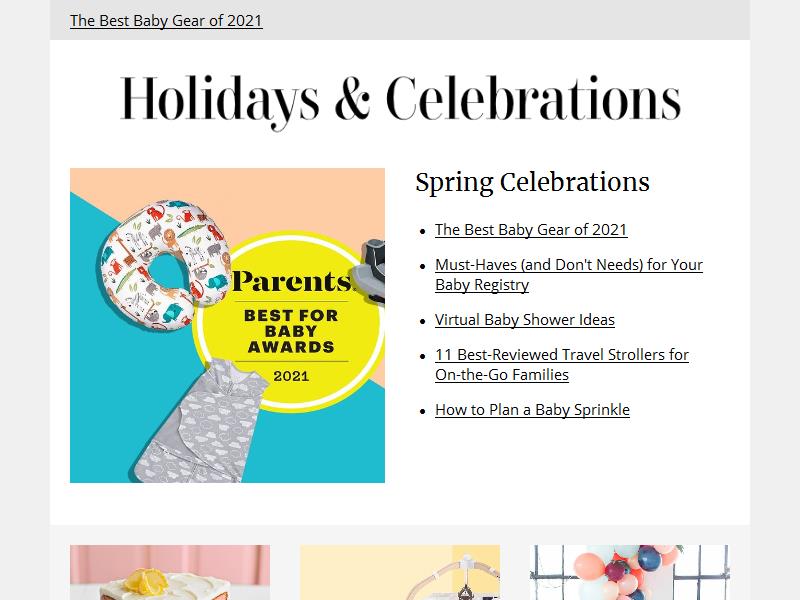 The Best Baby Gear of 2021
Holidays & Celebrations
Parents
BEST FOR
BABY
AWARDS
2021
Spring Celebrations
The Best Baby Gear of 2021
Must-Haves (and Don't Needs) for Your
Baby Registry
Virtual Baby Shower Ideas
11 Best-Reviewed Travel Strollers for
On-the-Go Families
How to Plan a Baby Sprinkle